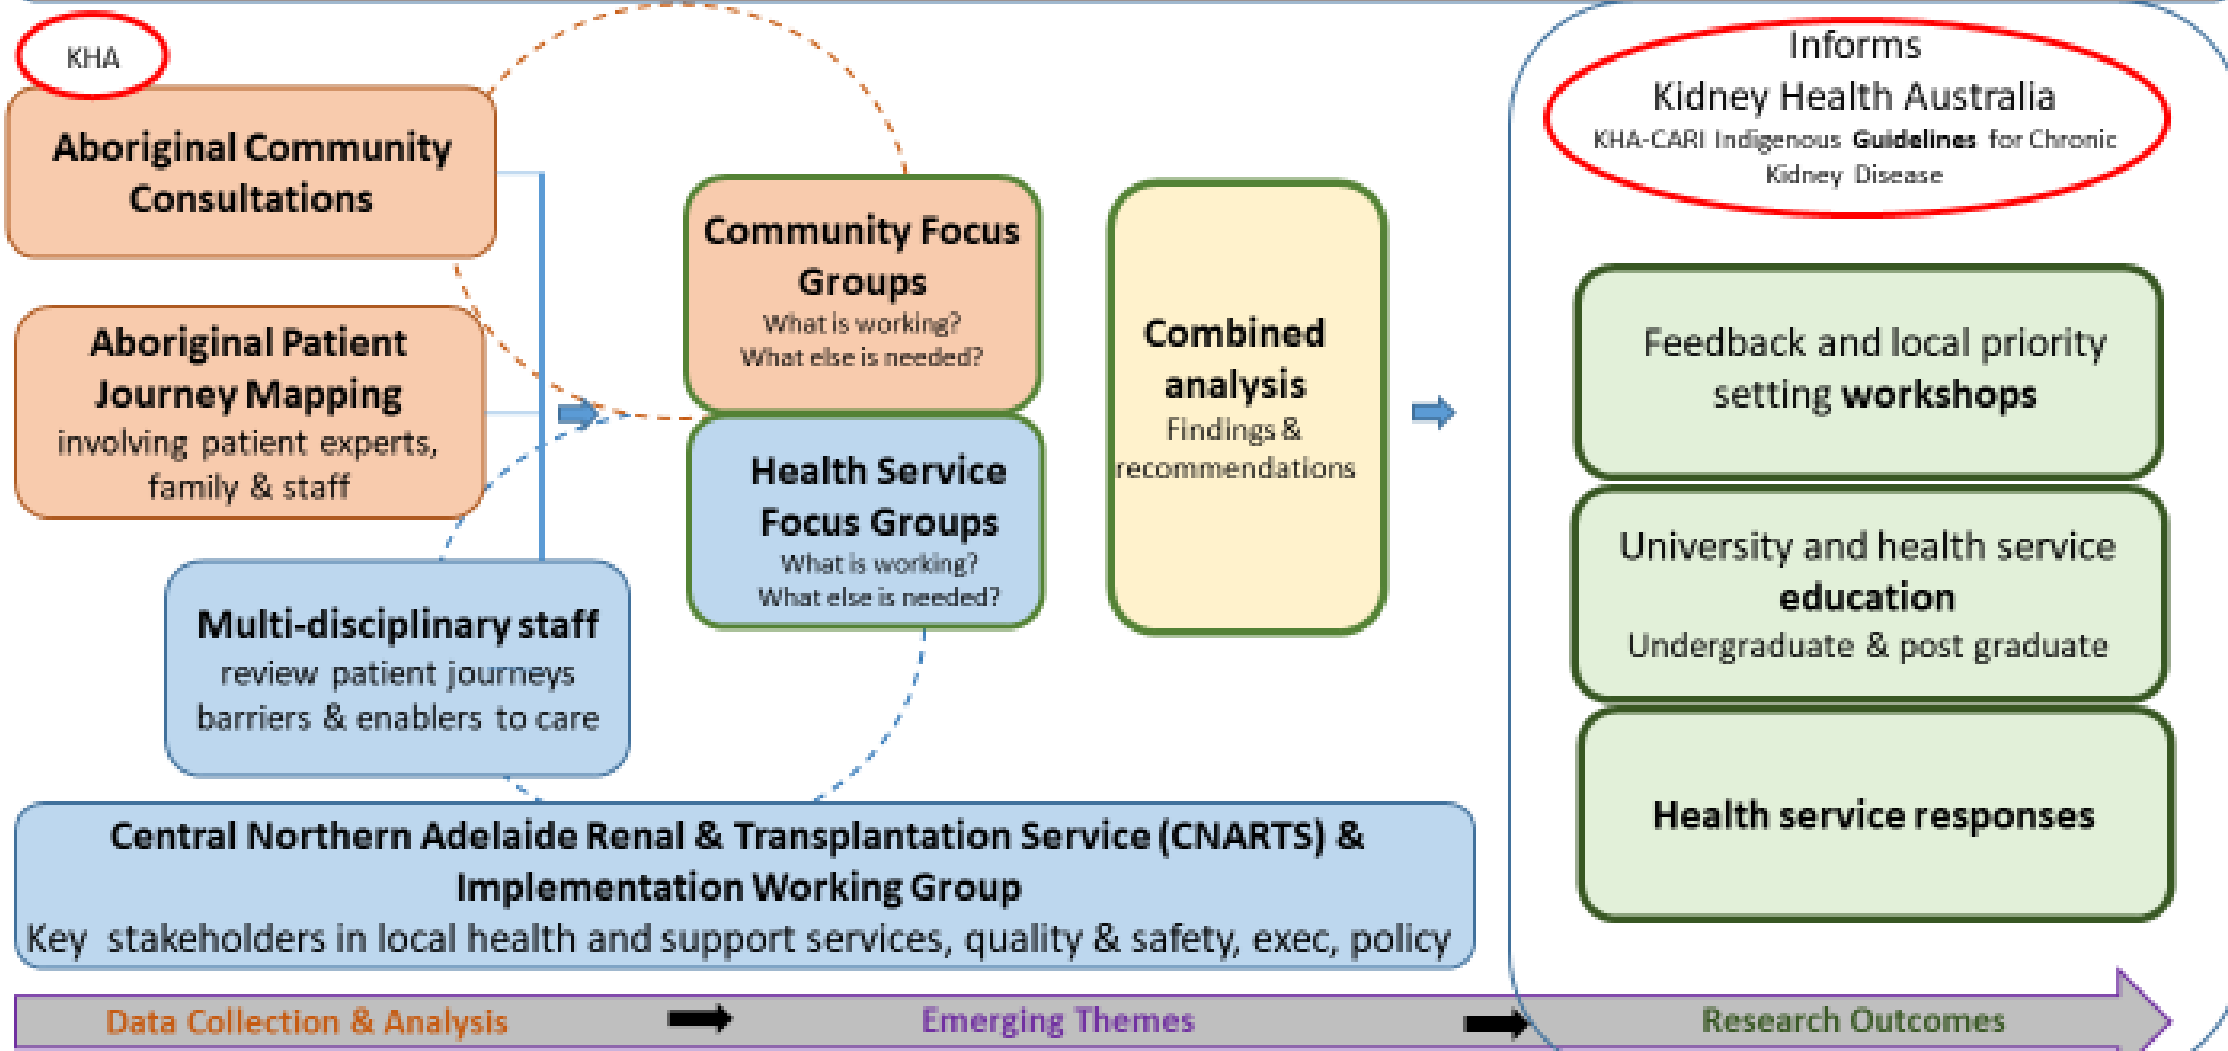 KHA
Aboriginal Community
Consultations
Aboriginal Patient
Journey Mapping
involving patient experts,
family & staff
Multi-disciplinary staff
review patient journeys
barriers & enablers to care
Community Focus
Groups
What is working?
What else is needed?
Health Service
Focus Groups
What is working?
What else is needed?
Combined
analysis
Findings &
recommendations
Informs
Kidney Health Australia
KHA-CARI Indigenous Guidelines for Chronic
Kidney Disease
Feedback and local priority
setting workshops
University and health service
education
Undergraduate & post graduate
Health service responses
Central Northern Adelaide Renal & Transplantation Service (CNARTS) &
Implementation Working Group
Key stakeholders in local health and support services, quality & safety, exec, policy
Data Collection & Analysis
Emerging Themes
Research Outcomes